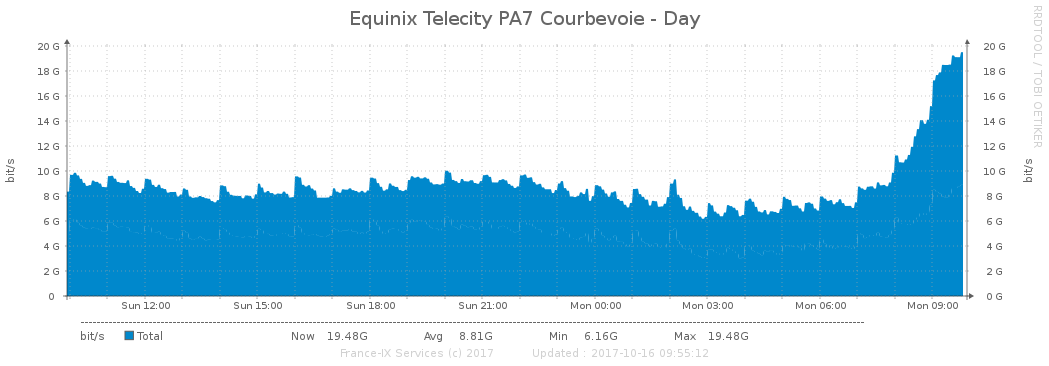 Equinix Telecity PA7 Courbevoie - Day
RRDTOOL / TOBI OETIKER
bit/s
bit/s
20 G 20 G
18 G 18 G
16 G 16 G
14 G 14 G
12 G 12 G
10 G 10 G
8 G 8 G
6 G 6 G
4 G 4 G
2 G 2 G
0 0 G
Sun 12:00 Sun 15:00 Sun 18:00 Sun 21:00 Mon 00:00 Mon 03:00 Mon 06:00 Mon 09:00
bit/s Total Now 19.48G Avg 8.81G Min 6.16G Max 19.48G
France-IX Services (c) 2017 Updated : 2017-10-16 09:55:12